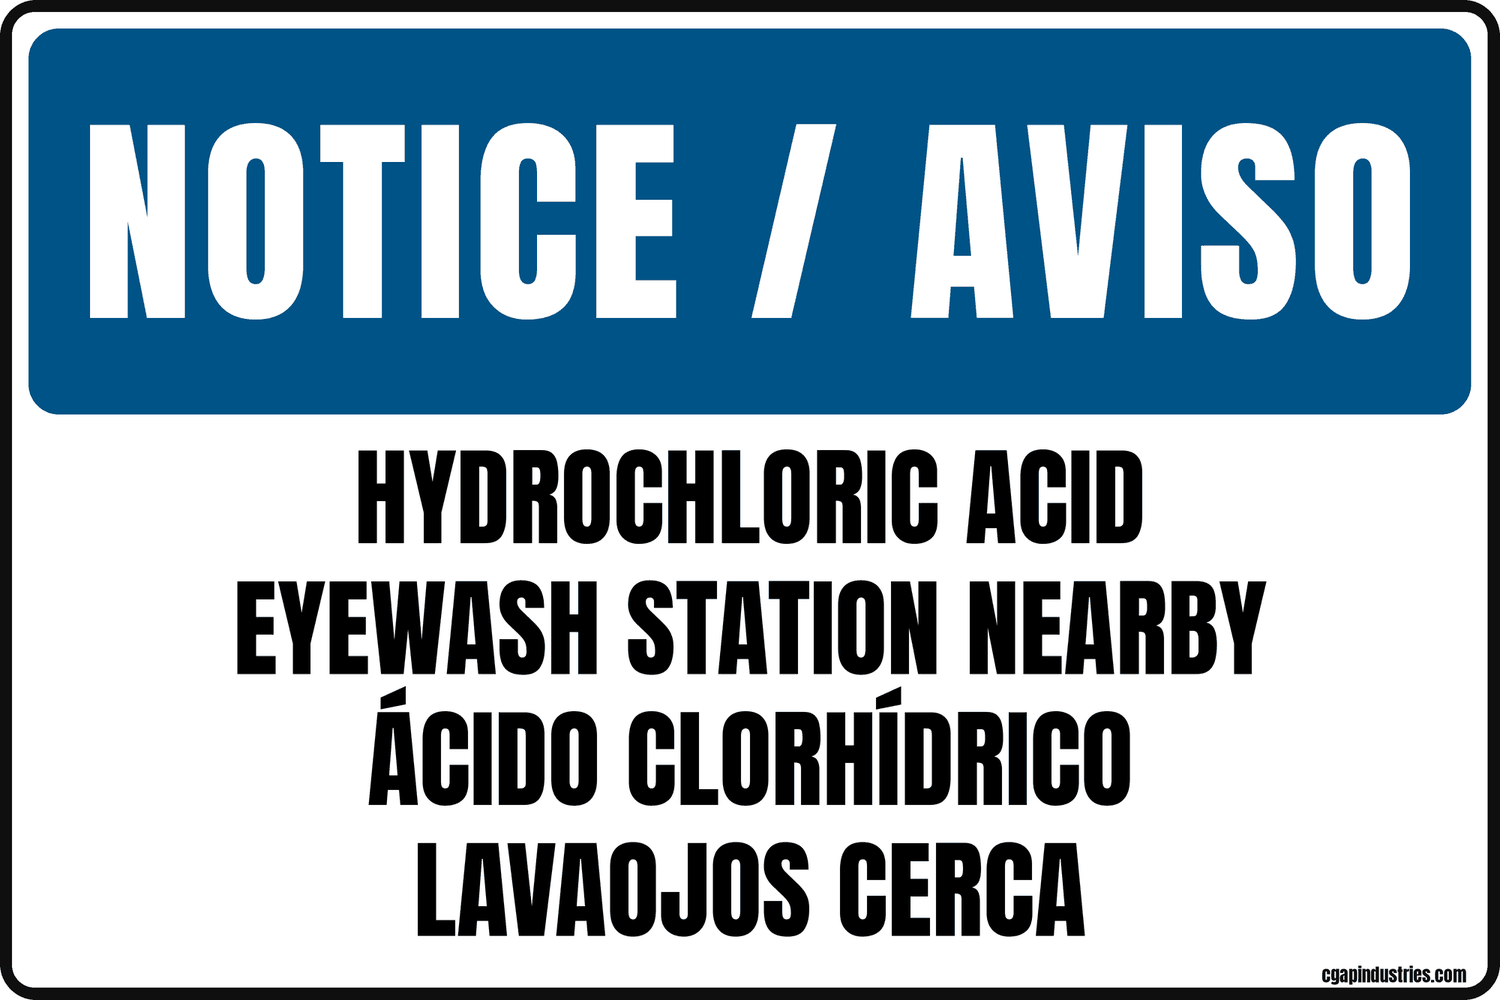 NOTICE / AVISO
HYDROCHLORIC ACID
EYEWASH STATION NEARBY
ÁCIDO CLORHÍDRICO
LAVAOJOS CERCA
cgapindustries.com